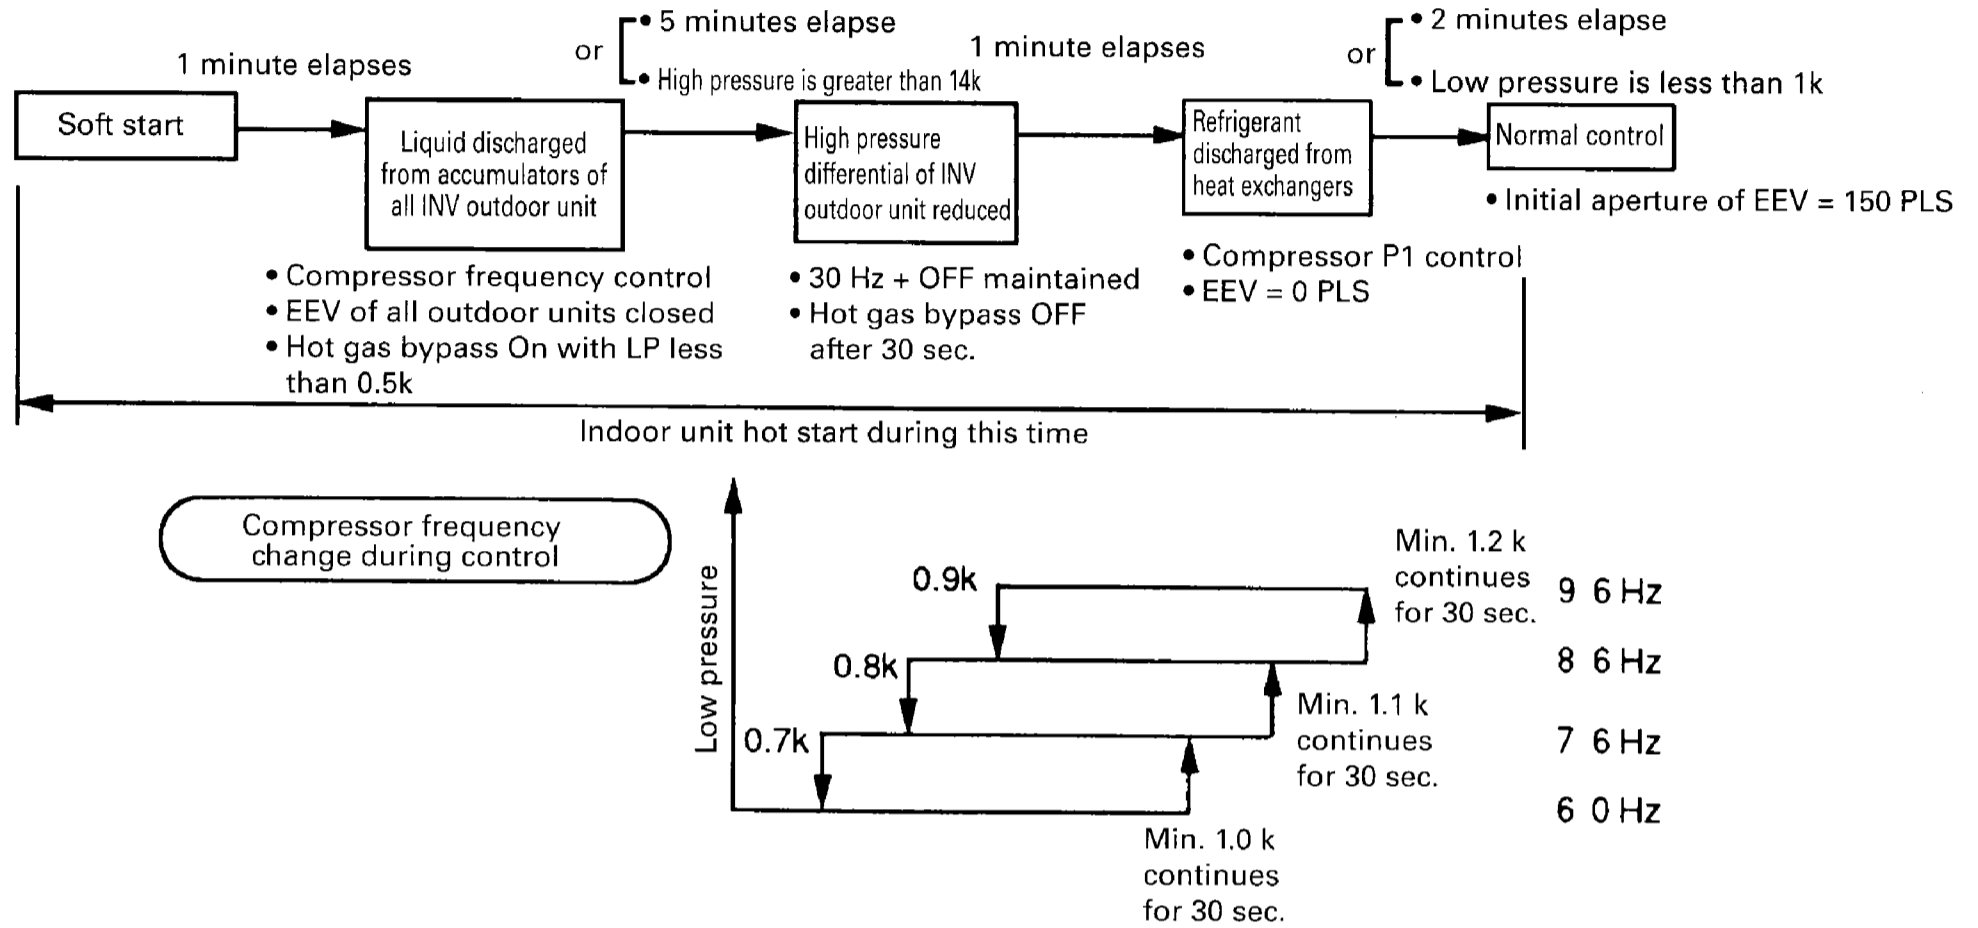 1 minute elapses
or
• 5 minutes elapse
• High pressure is greater than 14k
1 minute elapses
or
• 2 minutes elapse
• Low pressure is less than 1k
Soft start
Liquid discharged
from accumulators of
all INV outdoor unit
High pressure
differential of INV
outdoor unit reduced
Refrigerant
discharged from
heat exchangers
Normal control
• Compressor frequency control
• EEV of all outdoor units closed
• Hot gas bypass On with LP less
than 0.5k
• 30 Hz + OFF maintained
• Hot gas bypass OFF
after 30 sec.
• Compressor P1 control
• EEV = 0 PLS
• Initial aperture of EEV = 150 PLS
Indoor unit hot start during this time
Compressor frequency
change during control
Low pressure
0.9k
0.8k
0.7k
Min. 1.2 k
continues
for 30 sec.
Min. 1.1 k
continues
for 30 sec.
Min. 1.0 k
continues
for 30 sec.
9 6 Hz
8 6 Hz
7 6 Hz
6 0 Hz